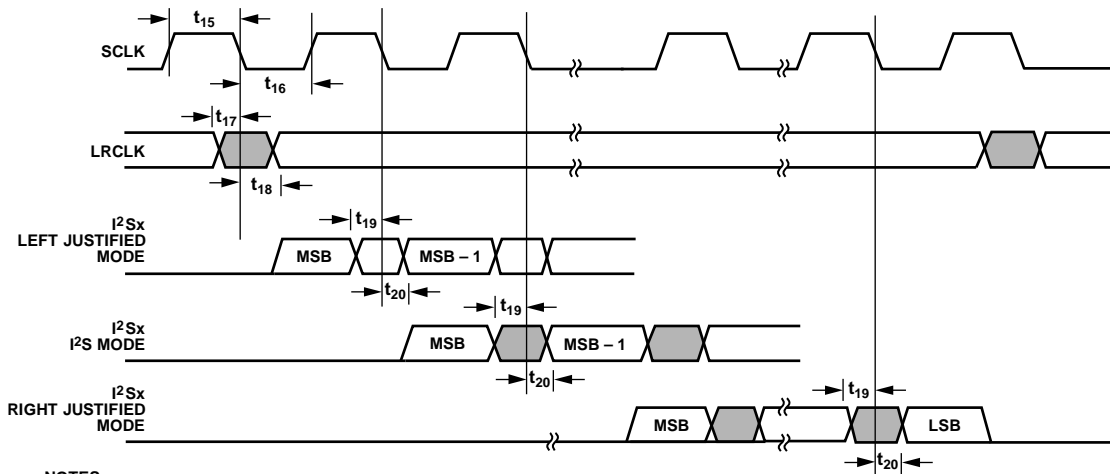 t15
SCLK
t16
t17
LRCLK
t18
I2Sx
LEFT JUSTIFIED
MODE
t19
MSB
MSB – 1
t20
I2Sx
I2S MODE
t19
MSB
MSB – 1
t20
I2Sx
RIGHT JUSTIFIED
MODE
t19
MSB
LSB
t20
NOTES